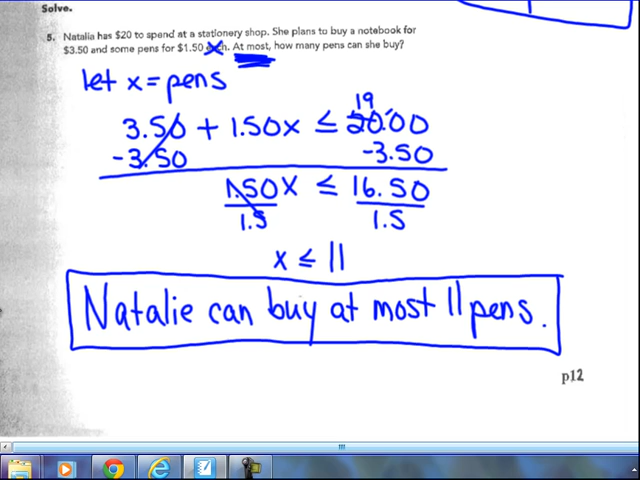 Solve.
5. Natalia has $20 to spend at a stationery shop. She plans to buy a notebook for
$3.50 and some pens for $1.50 each. At most, how many pens can she buy?
let x = pens
19
3.50 + 1.50x ≤ 20.00
-3.50 -3.50
1.50x ≤ 16.50
1.5 1.5
x ≤ 11
Natalie can buy at most 11 pens.
p12